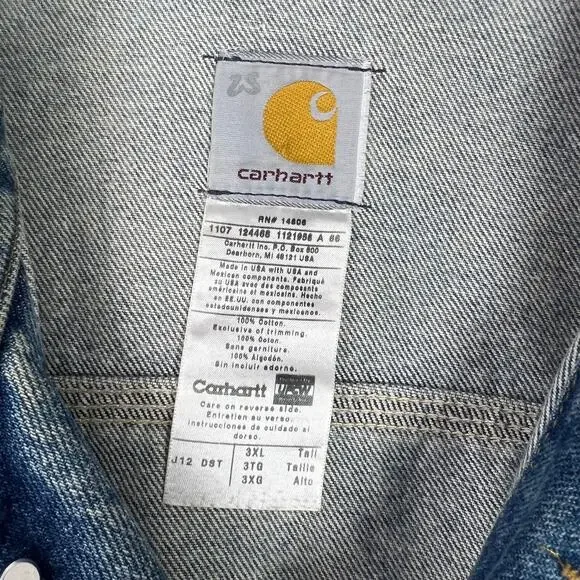 25
carhartt
RN# 14806
1107 124468 1121958 A 86
Carhartt Inc. P.O. Box 600
Dearborn, MI 48121 USA
Made in USA with USA and
Mexican components. Fabriqué
au USA avec des composants
américains et mexicains. Hecho
en EE.UU. con componentes
estadounidenses y mexicanos.
100% Cotton.
Exclusive of trimming.
100% Coton.
Sans garniture.
100% Algodón.
Sin incluir adorno.
Carhartt UFCW
Care on reverse side.
Entretien au verso.
instrucciones de cuidado al
dorso.
J12 DST
3XL Tall
3TG Taille
3XG Alto